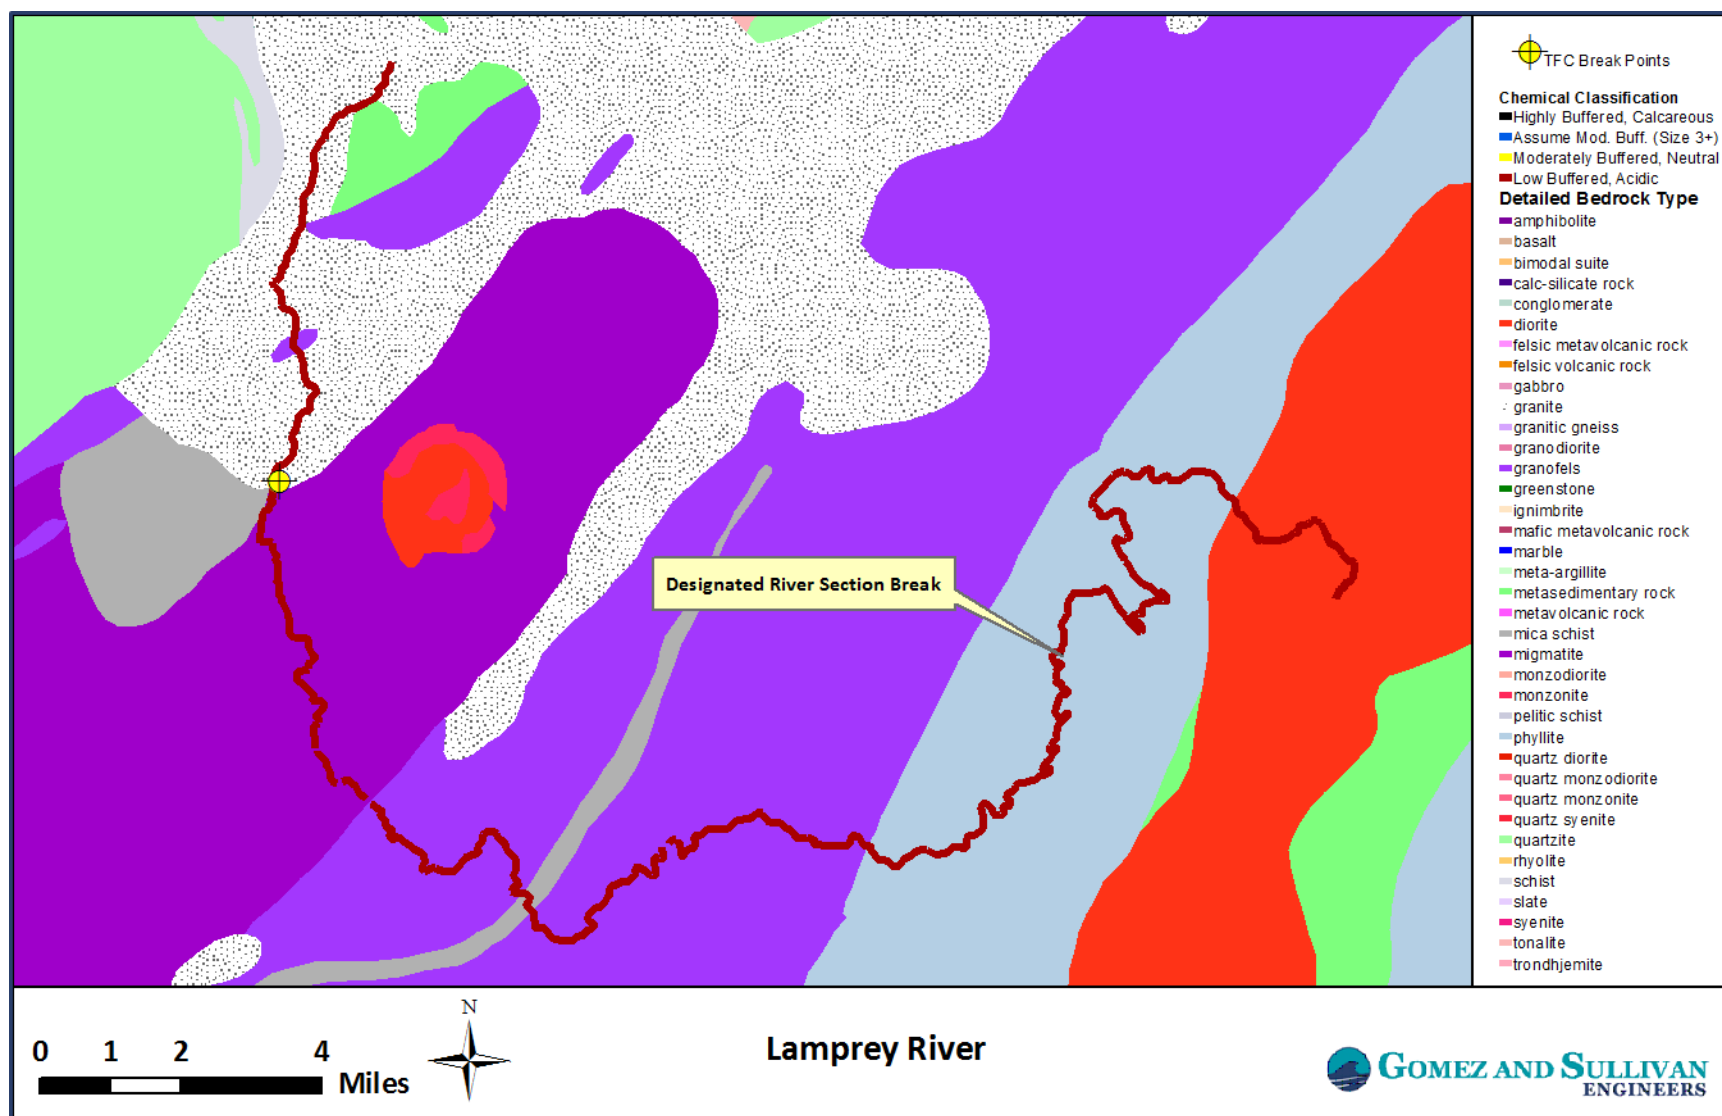 TFC Break Points
Chemical Classification
Highly Buffered, Calcareous
Assume Mod. Buff. (Size 3+)
Moderately Buffered, Neutral
Low Buffered, Acidic
Detailed Bedrock Type
amphibolite
basalt
bimodal suite
calc-silicate rock
conglomerate
diorite
felsic metavolcanic rock
felsic volcanic rock
gabbro
granite
granitic gneiss
granodiorite
granofels
greenstone
ignimbrite
mafic metavolcanic rock
marble
meta-argillite
metasedimentary rock
metavolcanic rock
mica schist
migmatite
monzodiorite
monzonite
pelitic schist
phyllite
quartz diorite
quartz monzodiorite
quartz monzonite
quartz syenite
quartzite
rhyolite
schist
slate
syenite
tonalite
trondhjemite
Designated River Section Break
0 1 2 4
Miles
N
Lamprey River
GOMEZ AND SULLIVAN
ENGINEERS